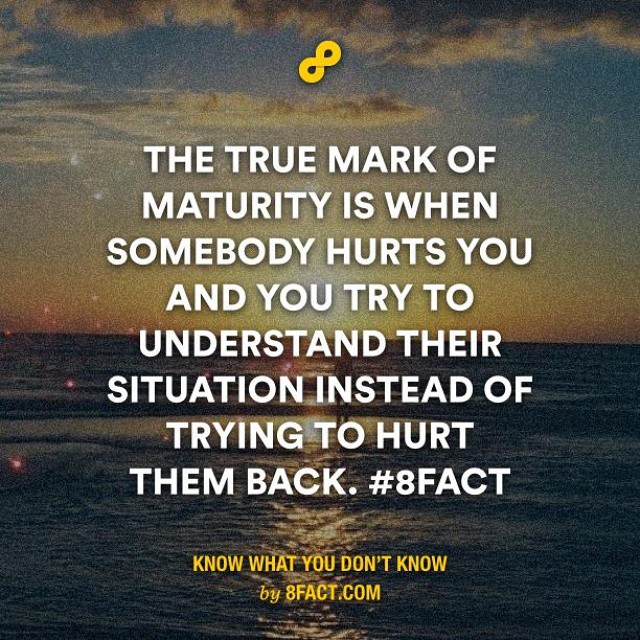 THE TRUE MARK OF
MATURITY IS WHEN
SOMEBODY HURTS YOU
AND YOU TRY TO
UNDERSTAND THEIR
SITUATION INSTEAD OF
TRYING TO HURT
THEM BACK. #8FACT
KNOW WHAT YOU DON'T KNOW
by 8FACT.COM